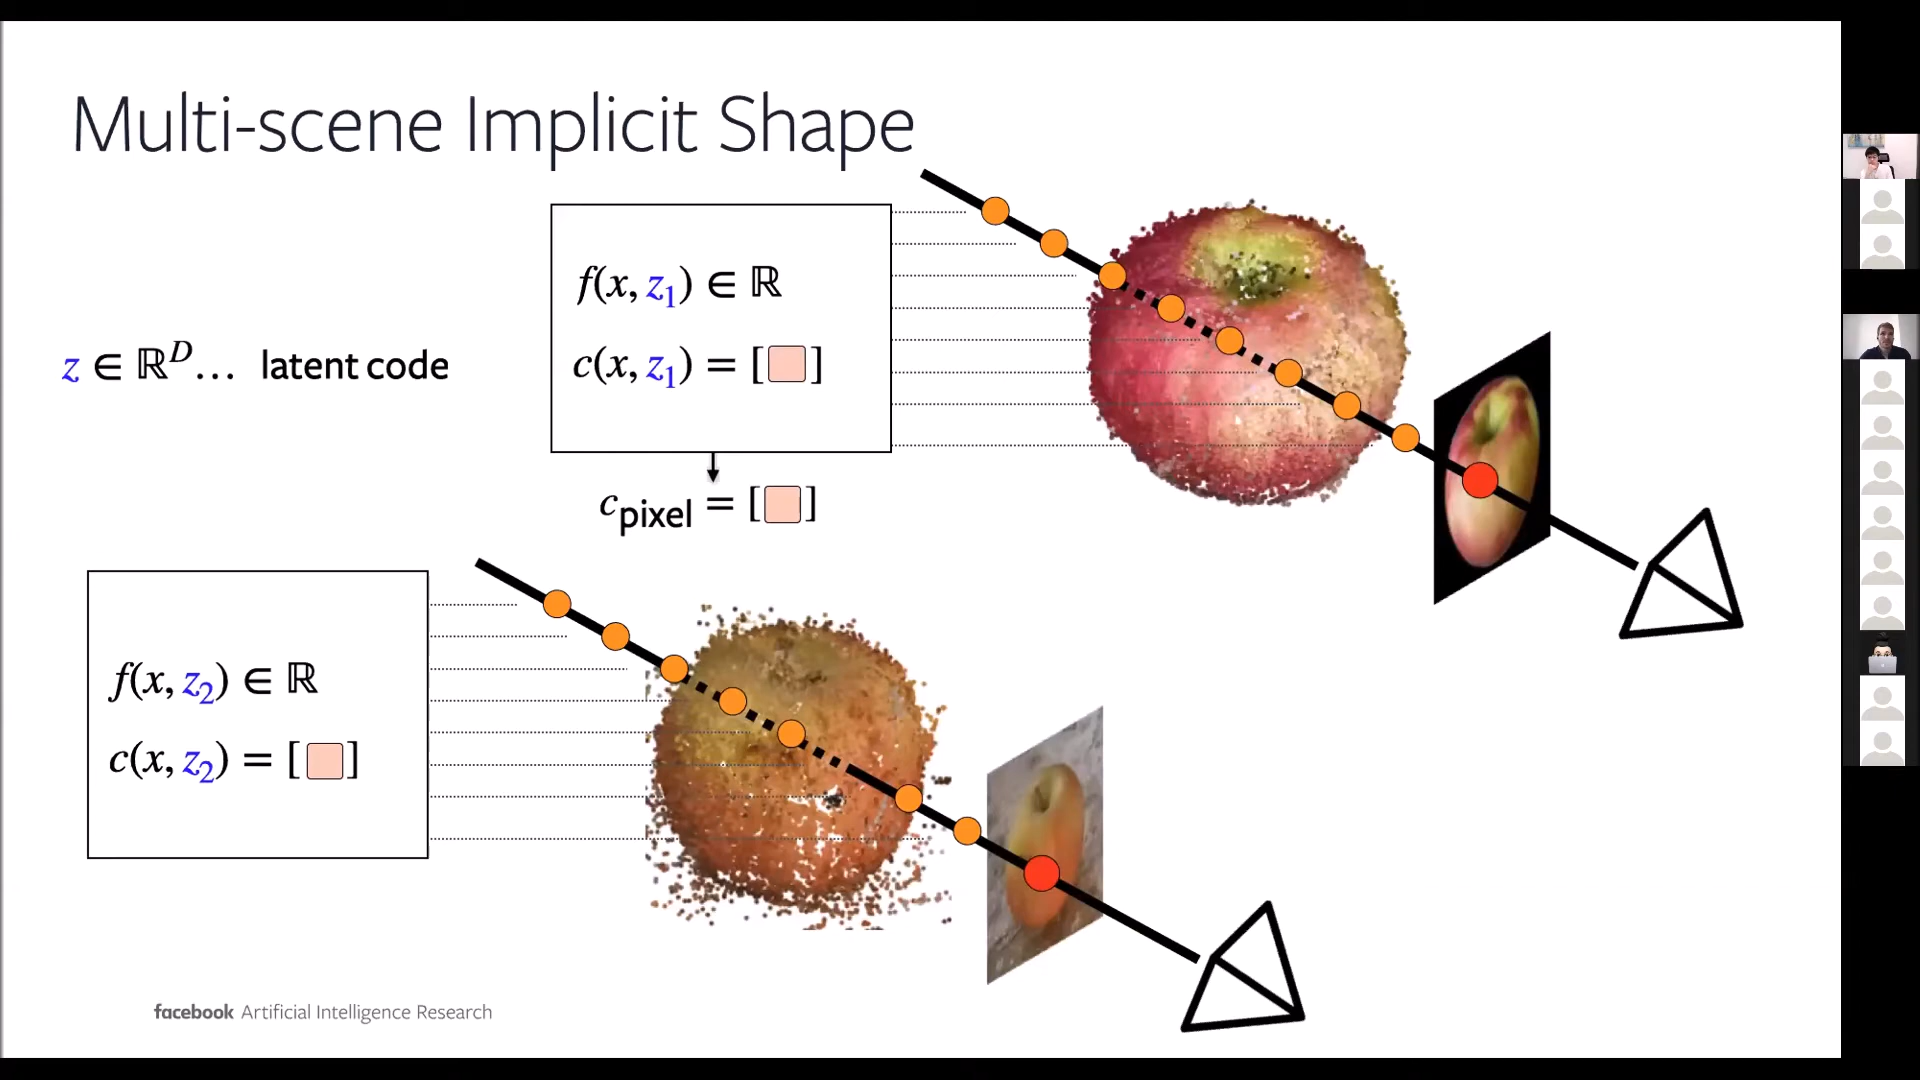 Multi-scene Implicit Shape
f(x, z₁) ∈ ℝ
z ∈ ℝᴰ… latent code
c(x, z₁) = [ ]
c_pixel = [ ]
f(x, z₂) ∈ ℝ
c(x, z₂) = [ ]
facebook Artificial Intelligence Research